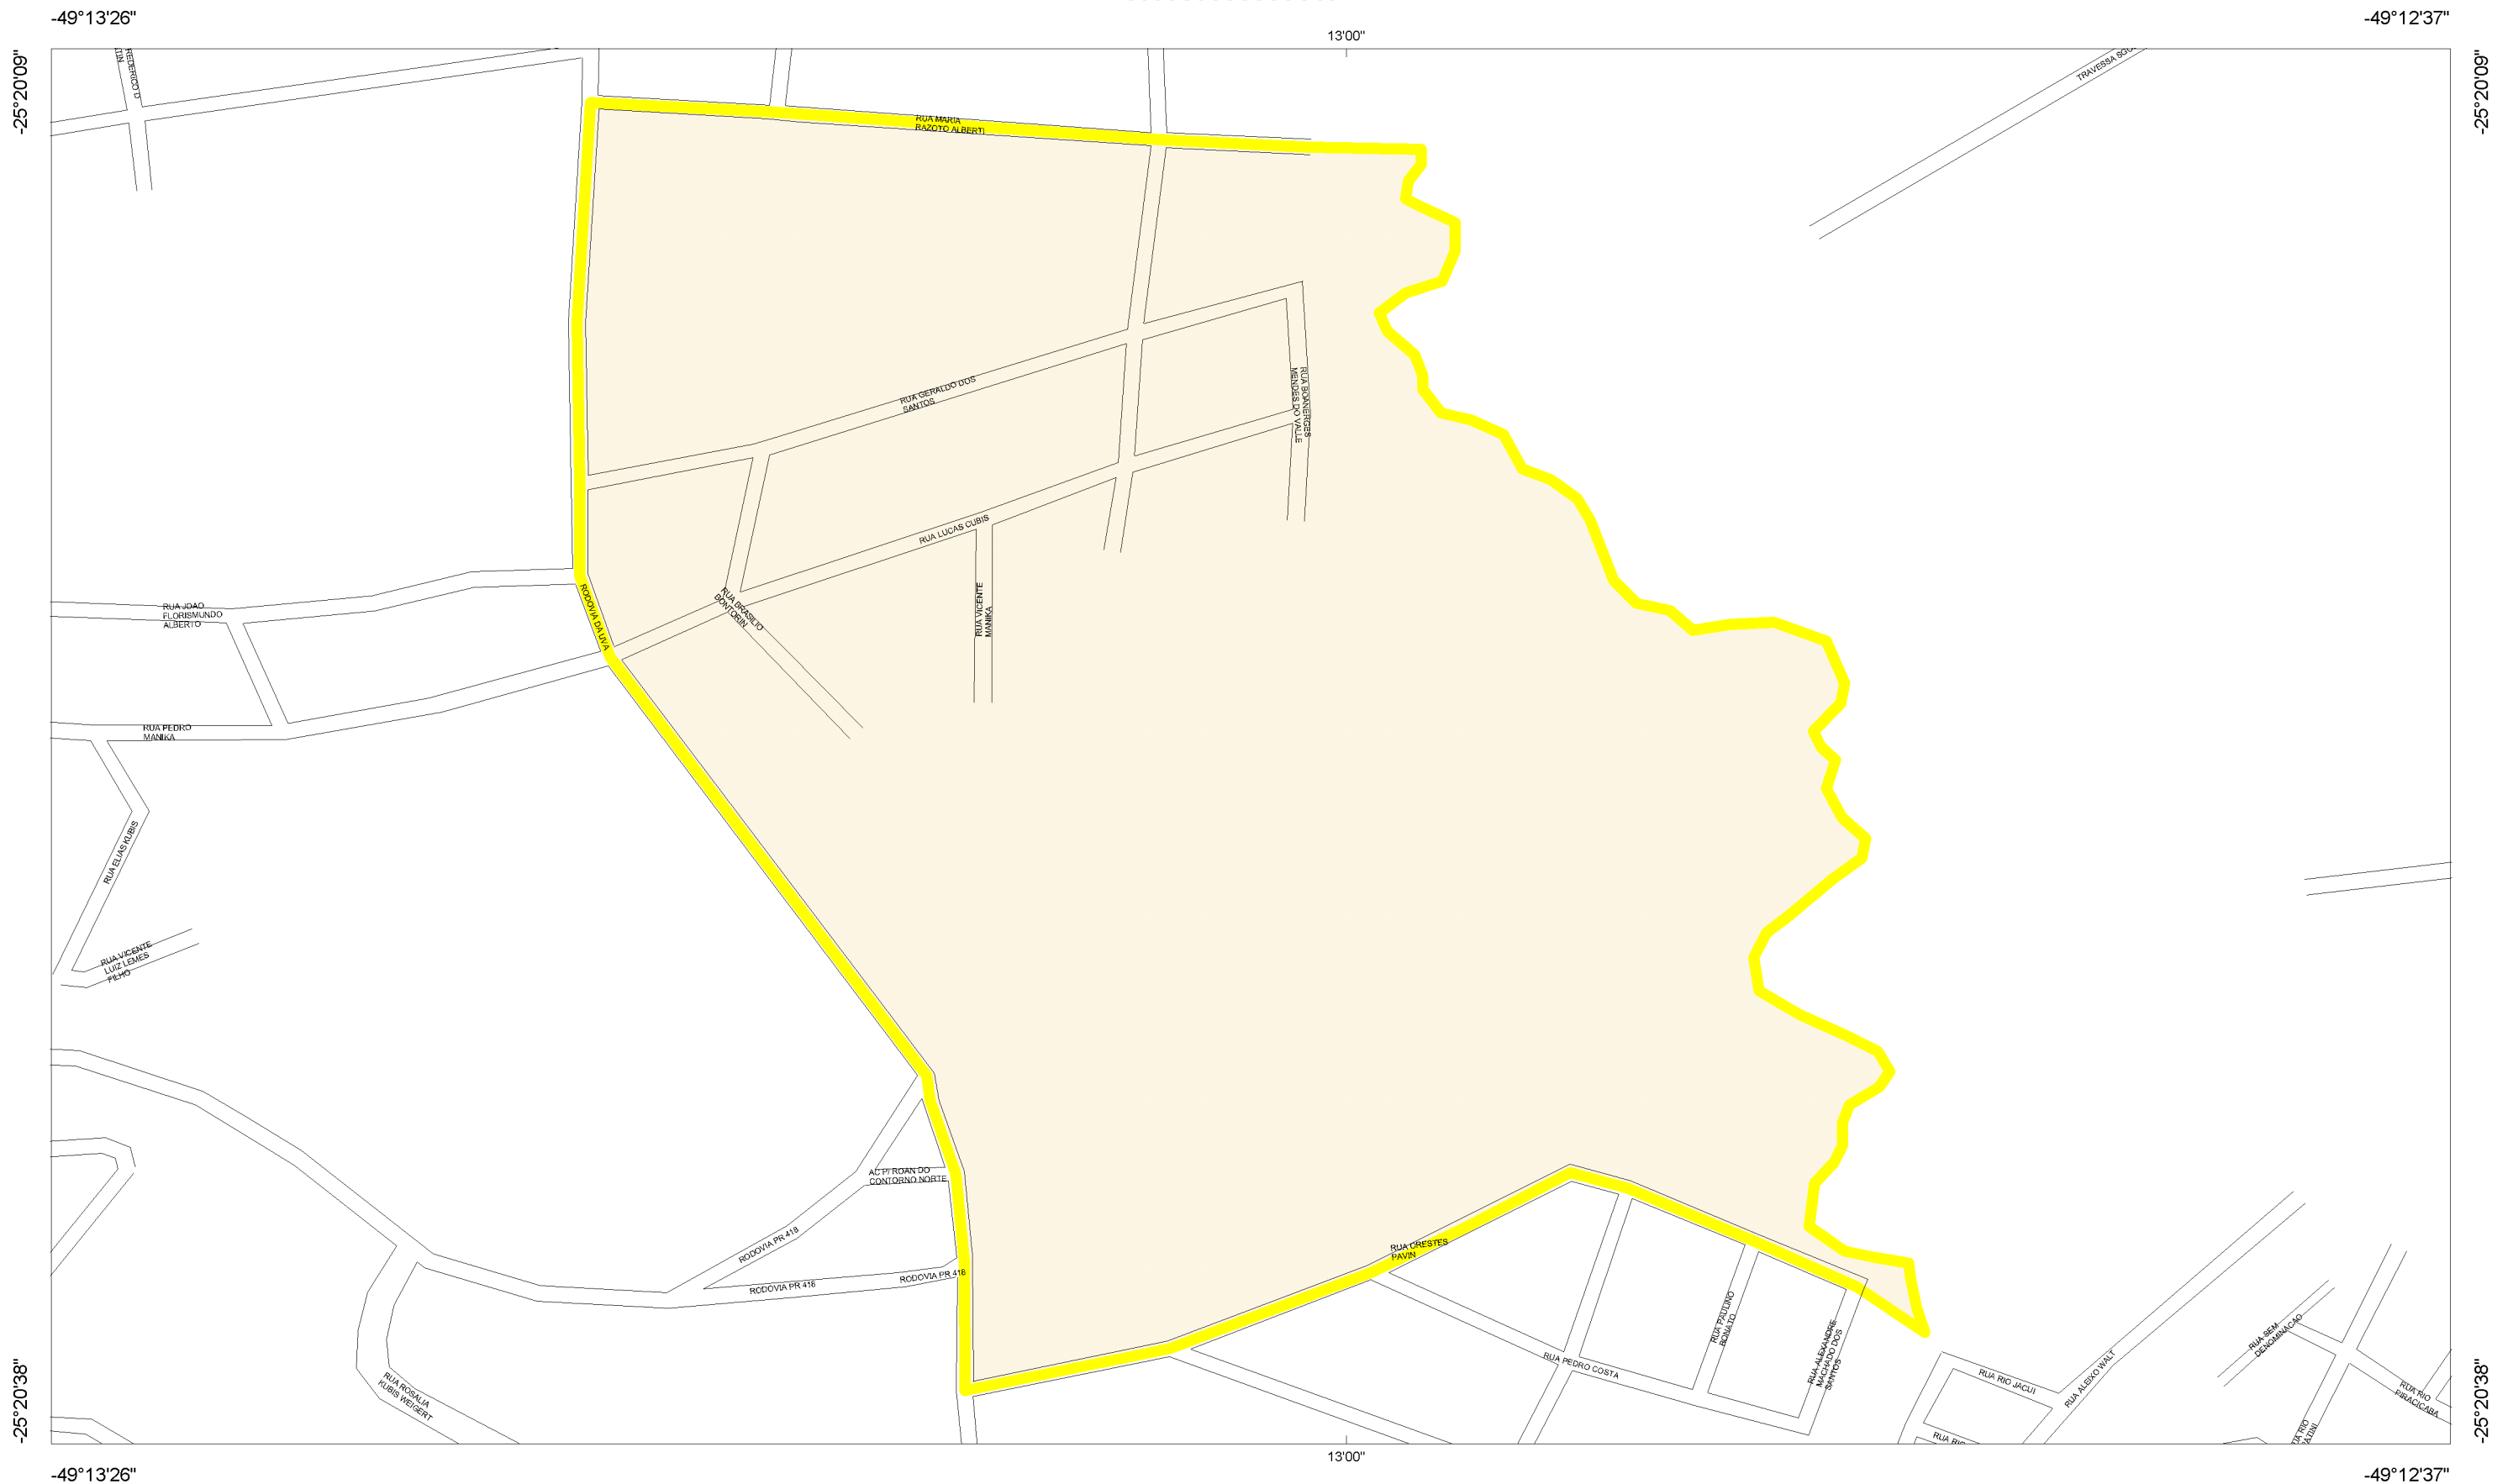 -49°13'26"
-49°12'37"
13'00"
-25°20'09"
-25°20'09"
REDERICO D
TRAVESSA
RUA MARIA
RAZOTO ALBERTI
RUA GERALDO DOS
SANTOS
RUA BOANERGES
MENDES DO VALLE
RUA LUCAS CUBIS
RUA BRASILIO
BONTORIN
RUA VICENTE
MANIKA
RODOVIA DA UVA
RUA JOAO
FLORISMUNDO
ALBERTO
RUA PEDRO
MANIKA
RUA ELIAS KUBIS
RUA VICENTE
LUIZ LEMES
FILHO
AC P/ ROAN DO
CONTORNO NORTE
RODOVIA PR 418
RODOVIA PR 418
RODOVIA PR 418
RUA ORESTES
PAVIN
RUA PEDRO COSTA
RUA PAULINO
BONATO
RUA ALEXANDRE
MACHADO DOS
SANTOS
RUA RIO JACUI
RUA ALEIXO WALT
RUA SEM
DENOMINACAO
RUA RIO
PIRACICABA
RUA RIO
RUA ROSALIA
KUBIS WEIGERT
-25°20'38"
-25°20'38"
-49°13'26"
13'00"
-49°12'37"